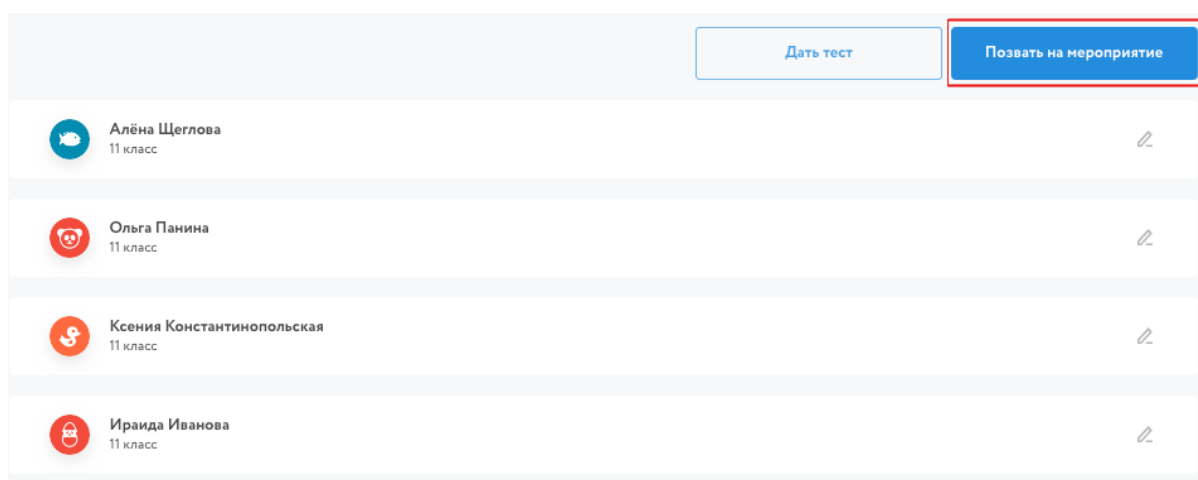 Дать тест
Позвать на мероприятие
Алёна Щеглова
11 класс
Ольга Панина
11 класс
Ксения Константинопольская
11 класс
Ираида Иванова
11 класс